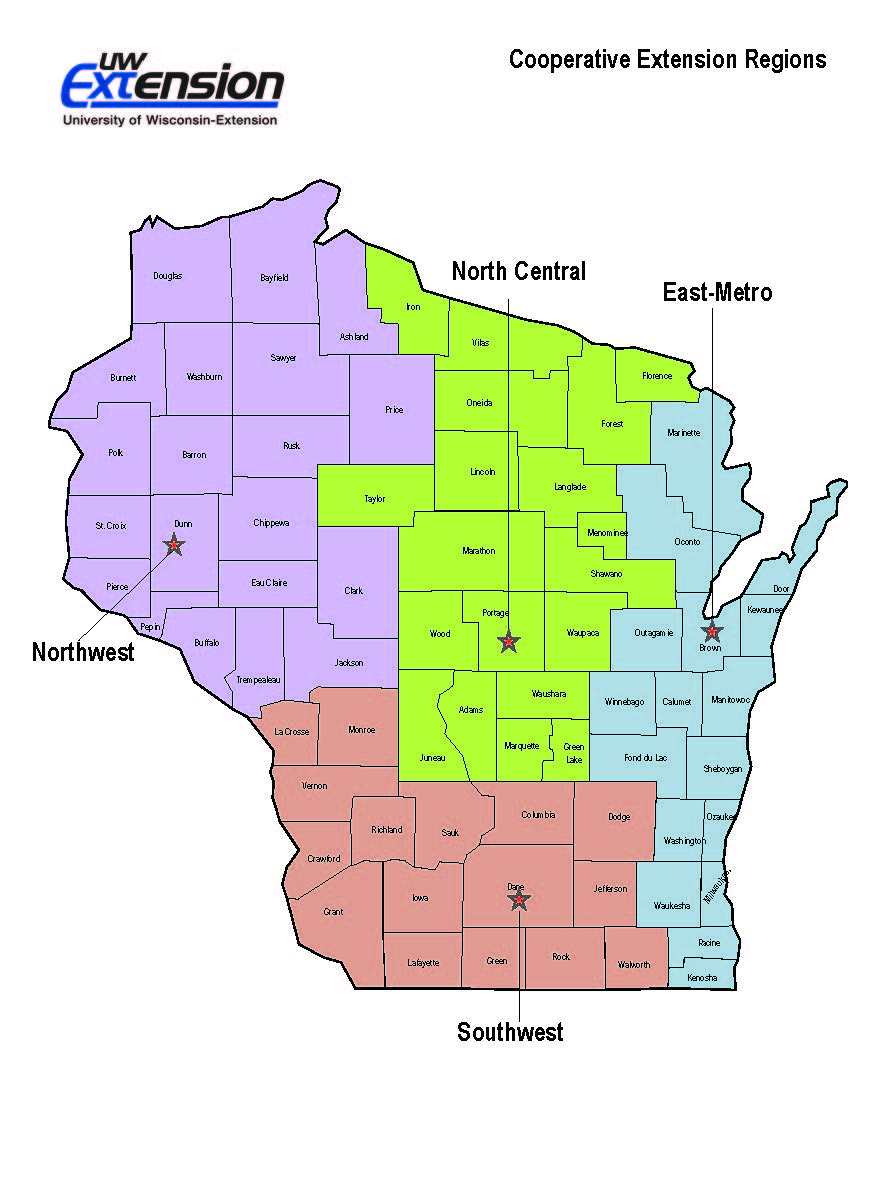 UW
Extension
University of Wisconsin-Extension
Cooperative Extension Regions
North Central
East-Metro
Northwest
Southwest
Douglas
Bayfield
Iron
Ashland
Vilas
Burnett
Washburn
Sawyer
Florence
Price
Oneida
Forest
Marinette
Polk
Barron
Rusk
Lincoln
Langlade
Taylor
St. Croix
Dunn
Chippewa
Menominee
Oconto
Marathon
Shawano
Pierce
Eau Claire
Clark
Door
Pepin
Buffalo
Wood
Portage
Waupaca
Outagamie
Brown
Kewaunee
Trempealeau
Jackson
Adams
Waushara
Winnebago
Calumet
Manitowoc
La Crosse
Monroe
Juneau
Marquette
Green
Lake
Fond du Lac
Sheboygan
Vernon
Richland
Sauk
Columbia
Dodge
Washington
Ozaukee
Crawford
Iowa
Dane
Jefferson
Waukesha
Milwaukee
Grant
Lafayette
Green
Rock
Walworth
Racine
Kenosha